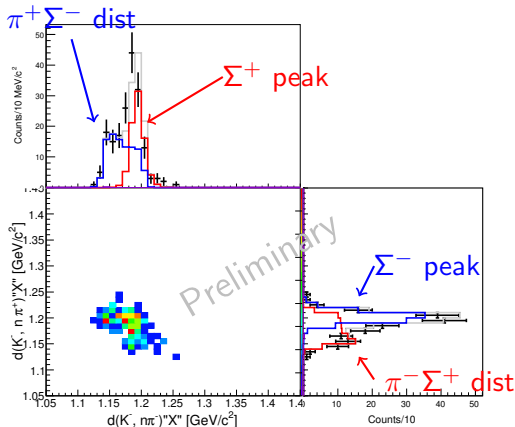 π⁺Σ⁻ dist
Σ⁺ peak
Counts/10 MeV/c²
50
40
30
20
10
0
Preliminary
Σ⁻ peak
π⁻Σ⁺ dist
d(K⁻, n π⁺)"X" [GeV/c²]
1.4
1.35
1.3
1.25
1.2
1.15
1.1
1.05
1.05 1.1 1.15 1.2 1.25 1.3 1.35 1.4
d(K⁻, nπ⁻)"X" [GeV/c²]
10 20 30 40 50
Counts/10